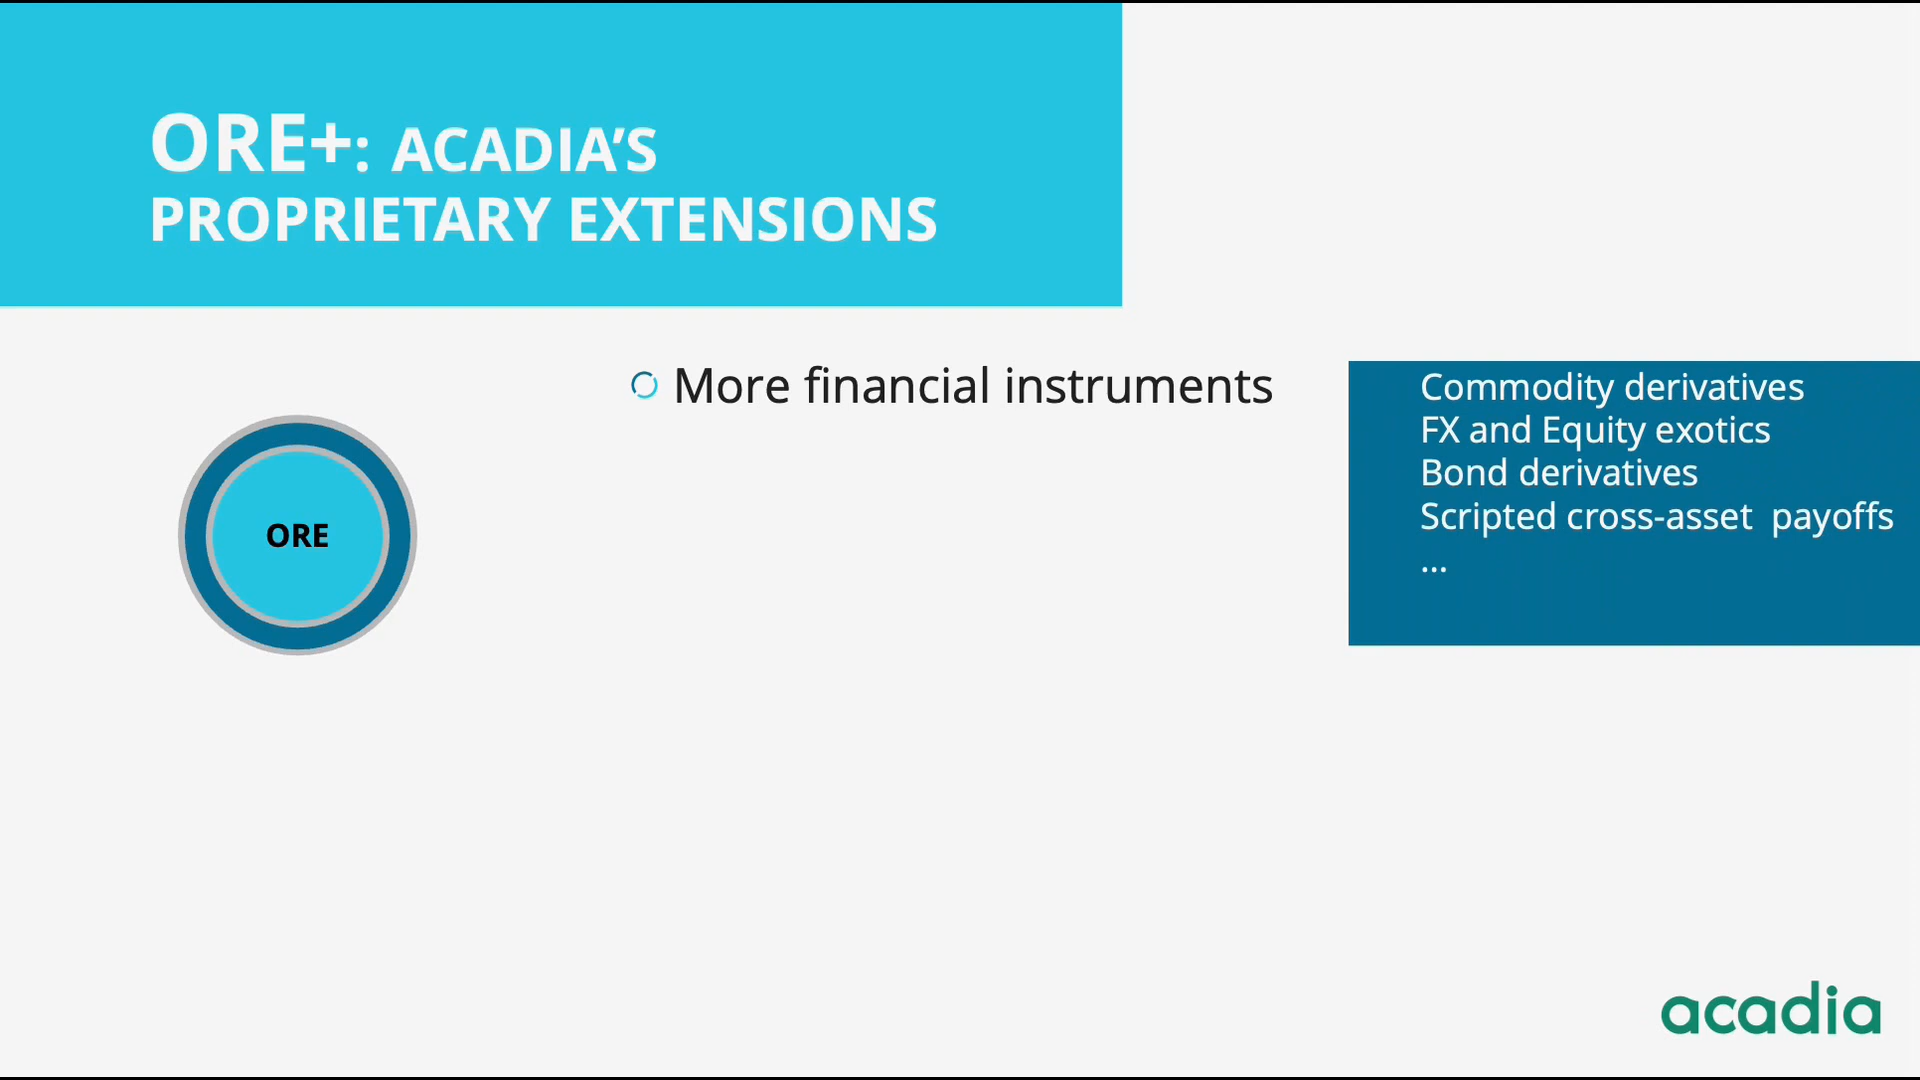 ORE+: ACADIA’S
PROPRIETARY EXTENSIONS
More financial instruments
Commodity derivatives
FX and Equity exotics
Bond derivatives
Scripted cross-asset  payoffs
...
ORE
acadia